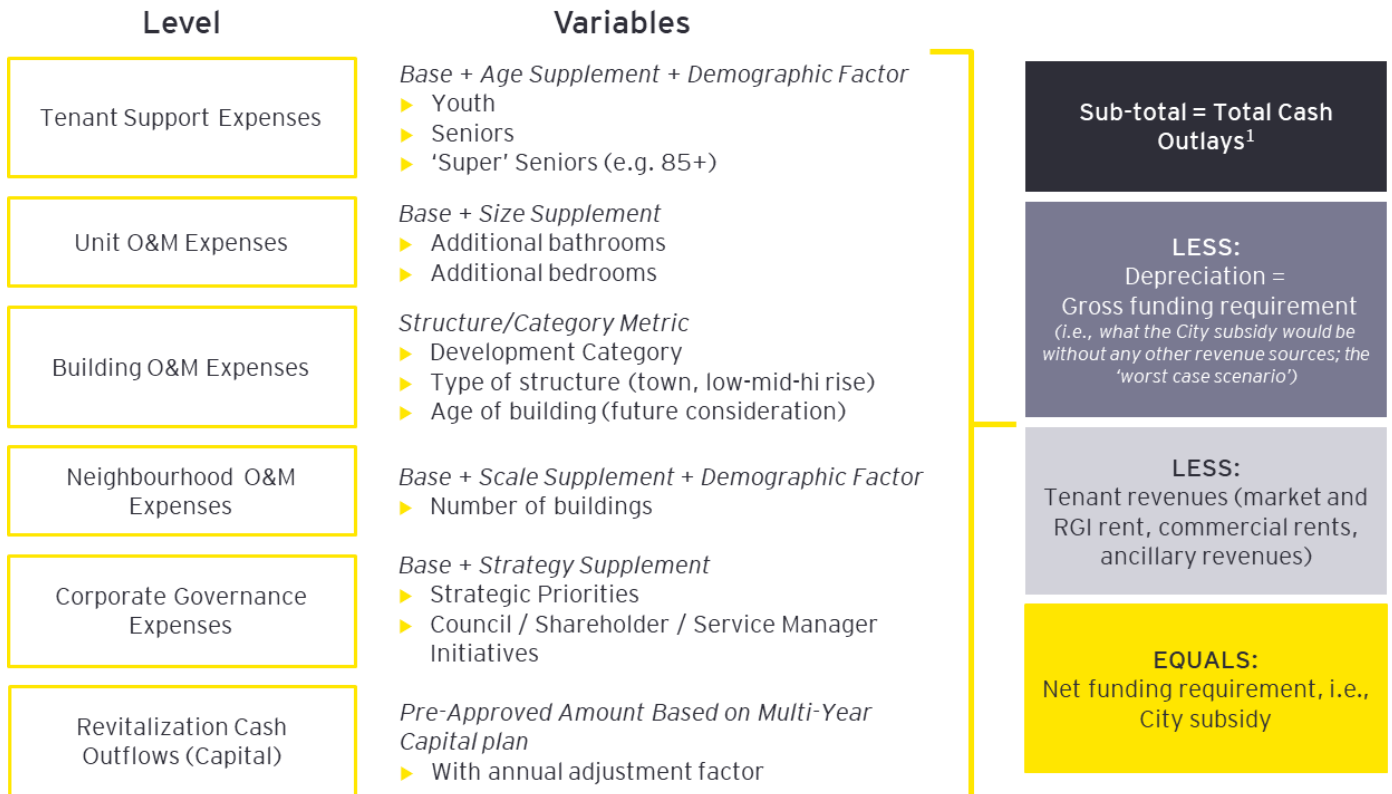 Level
Variables
Tenant Support Expenses
Base + Age Supplement + Demographic Factor
Youth
Seniors
‘Super’ Seniors (e.g. 85+)
Unit O&M Expenses
Base + Size Supplement
Additional bathrooms
Additional bedrooms
Building O&M Expenses
Structure/Category Metric
Development Category
Type of structure (town, low-mid-hi rise)
Age of building (future consideration)
Neighbourhood O&M
Expenses
Base + Scale Supplement + Demographic Factor
Number of buildings
Corporate Governance
Expenses
Base + Strategy Supplement
Strategic Priorities
Council / Shareholder / Service Manager
Initiatives
Revitalization Cash
Outflows (Capital)
Pre-Approved Amount Based on Multi-Year
Capital plan
With annual adjustment factor
Sub-total = Total Cash
Outlays¹
LESS:
Depreciation =
Gross funding requirement
(i.e., what the City subsidy would be
without any other revenue sources; the
‘worst case scenario’)
LESS:
Tenant revenues (market and
RGI rent, commercial rents,
ancillary revenues)
EQUALS:
Net funding requirement, i.e.,
City subsidy